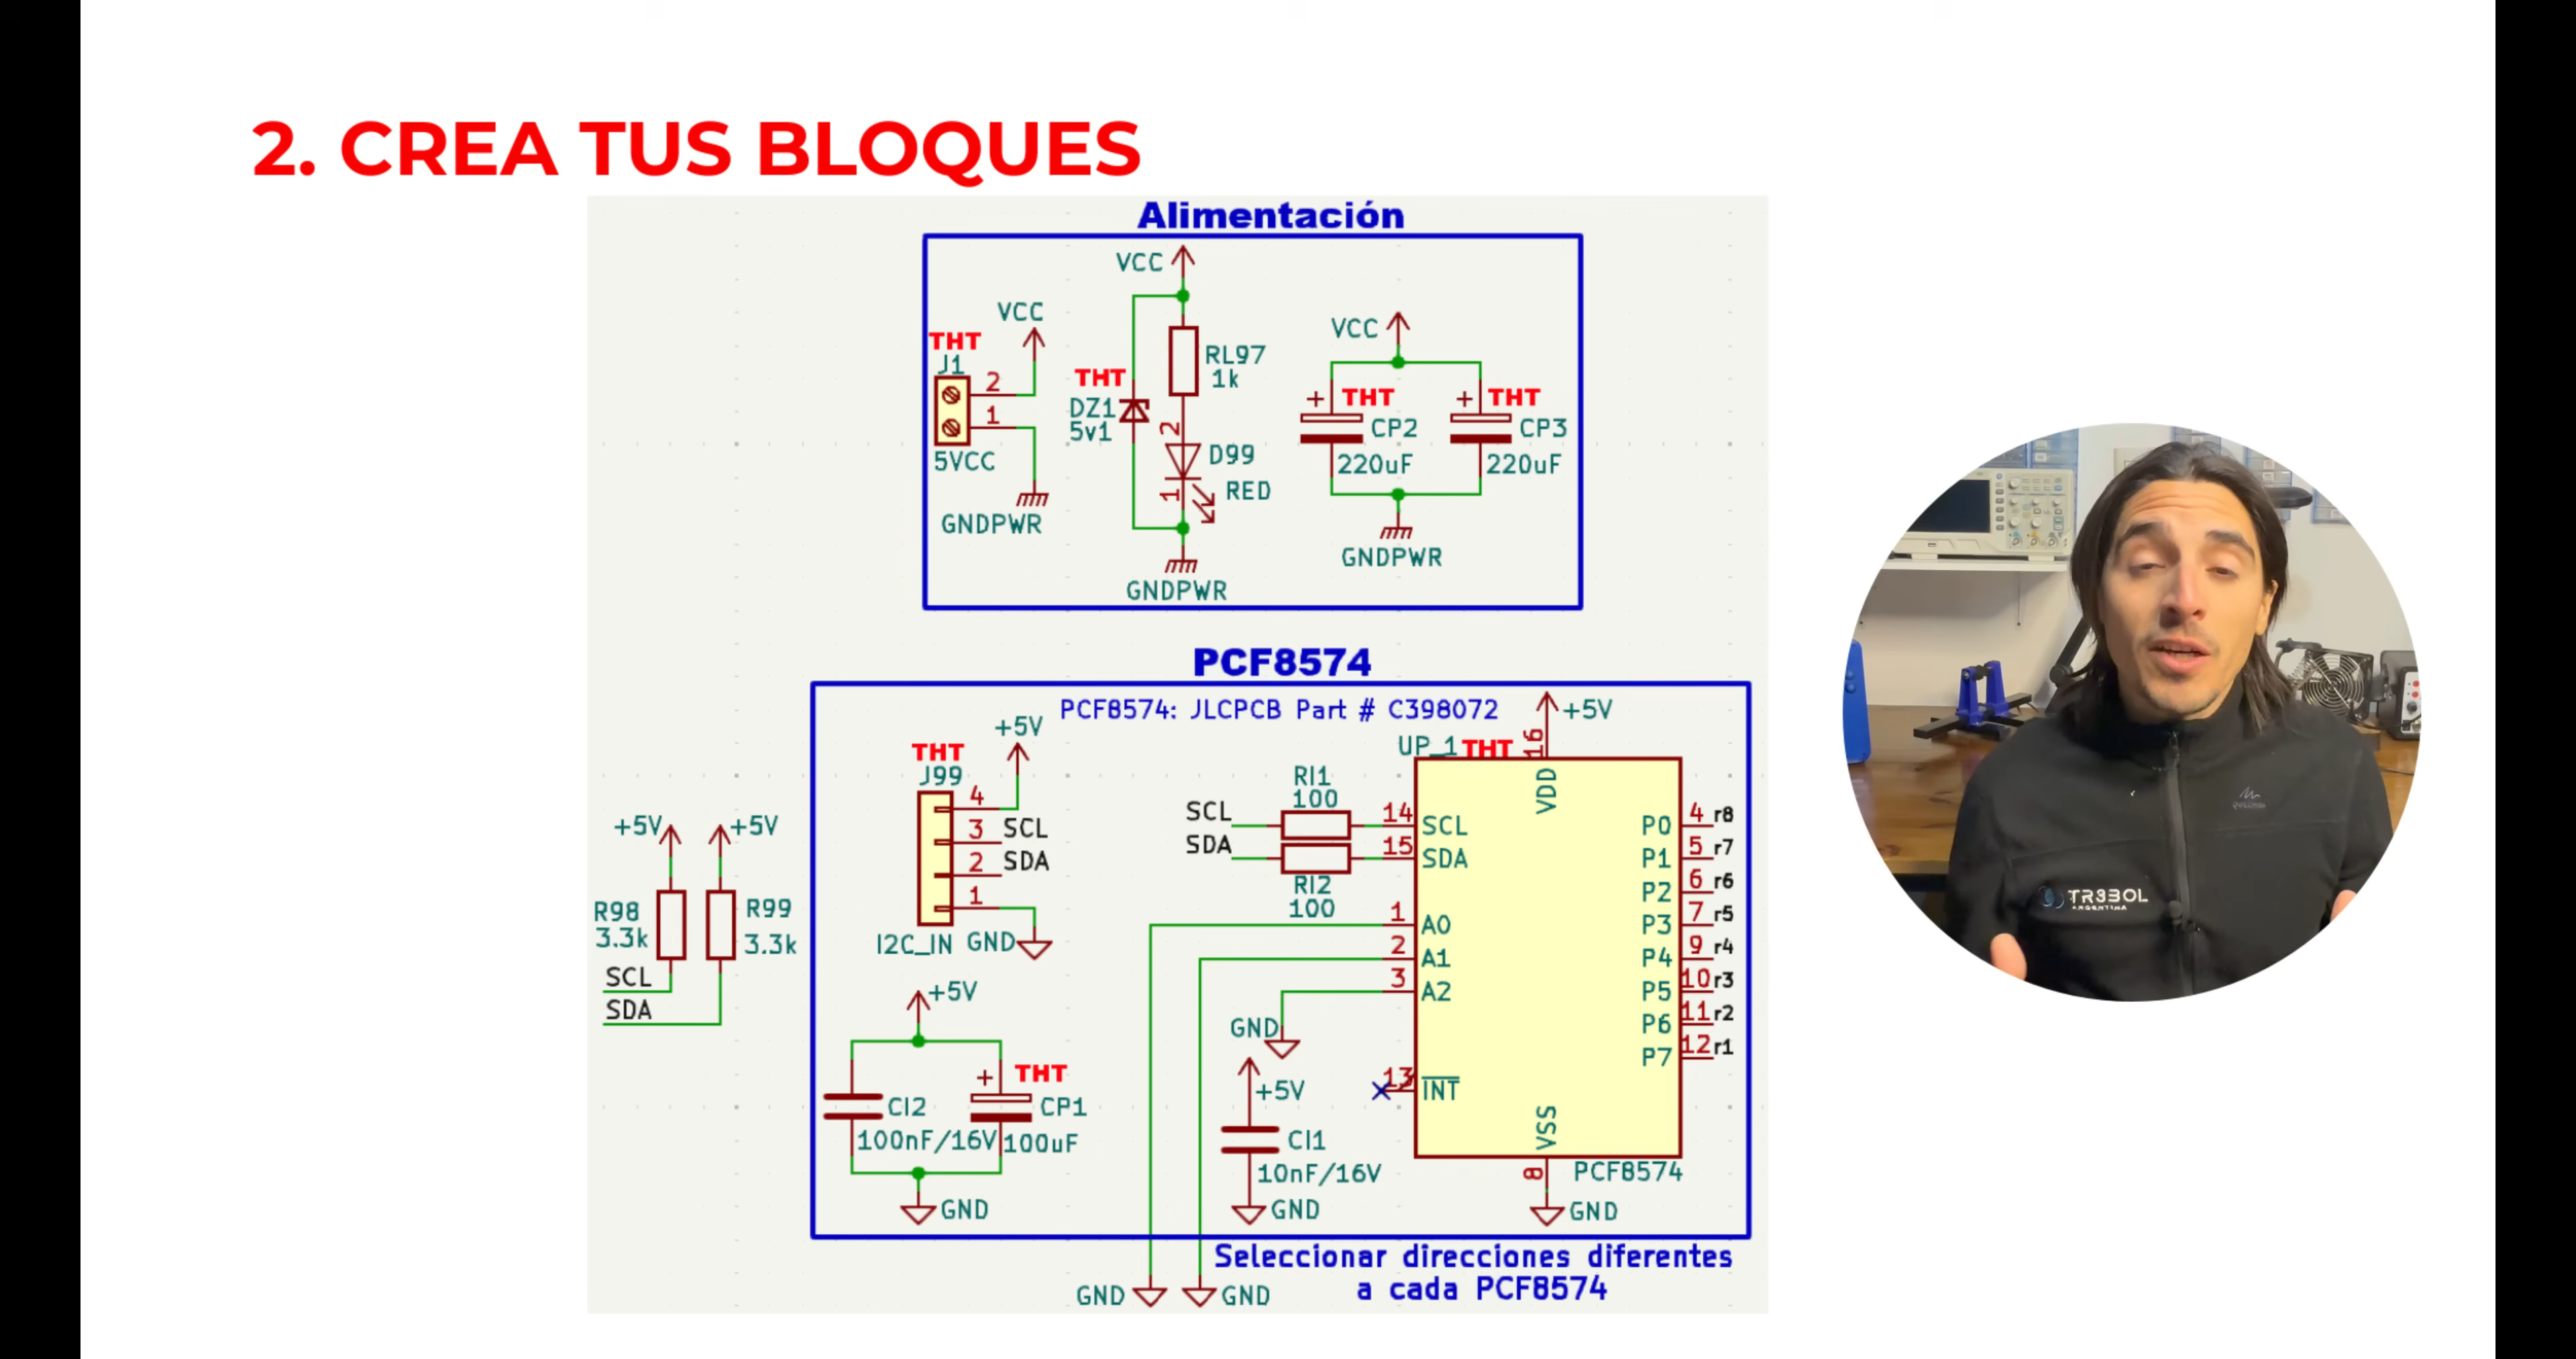 2. CREA TUS BLOQUES
Alimentación
VCC
THT
J1
2
1
5VCC
GNDPWR
VCC
THT
DZ1
5v1
RL97
1k
2
D99
1
RED
GNDPWR
VCC
+
THT
CP2
220uF
+
THT
CP3
220uF
GNDPWR
PCF8574
PCF8574: JLCPCB Part # C398072
+5V
+5V
R98
3.3k
R99
3.3k
SCL
SDA
+5V
THT
J99
4
3 SCL
2 SDA
1
I2C_IN
GND
+5V
CI2
100nF/16V
+
THT
CP1
100uF
GND
SCL
SDA
RI1
100
RI2
100
GND
+5V
CI1
10nF/16V
GND
UP_1
THT
+5V
16
VDD
14 SCL
15 SDA
1 A0
2 A1
3 A2
13 INT
P0 4 r8
P1 5 r7
P2 6 r6
P3 7 r5
P4 9 r4
P5 10 r3
P6 11 r2
P7 12 r1
VSS
8
PCF8574
GND
GND
GND
Seleccionar direcciones diferentes
a cada PCF8574
TR3BOL
ARGENTINA